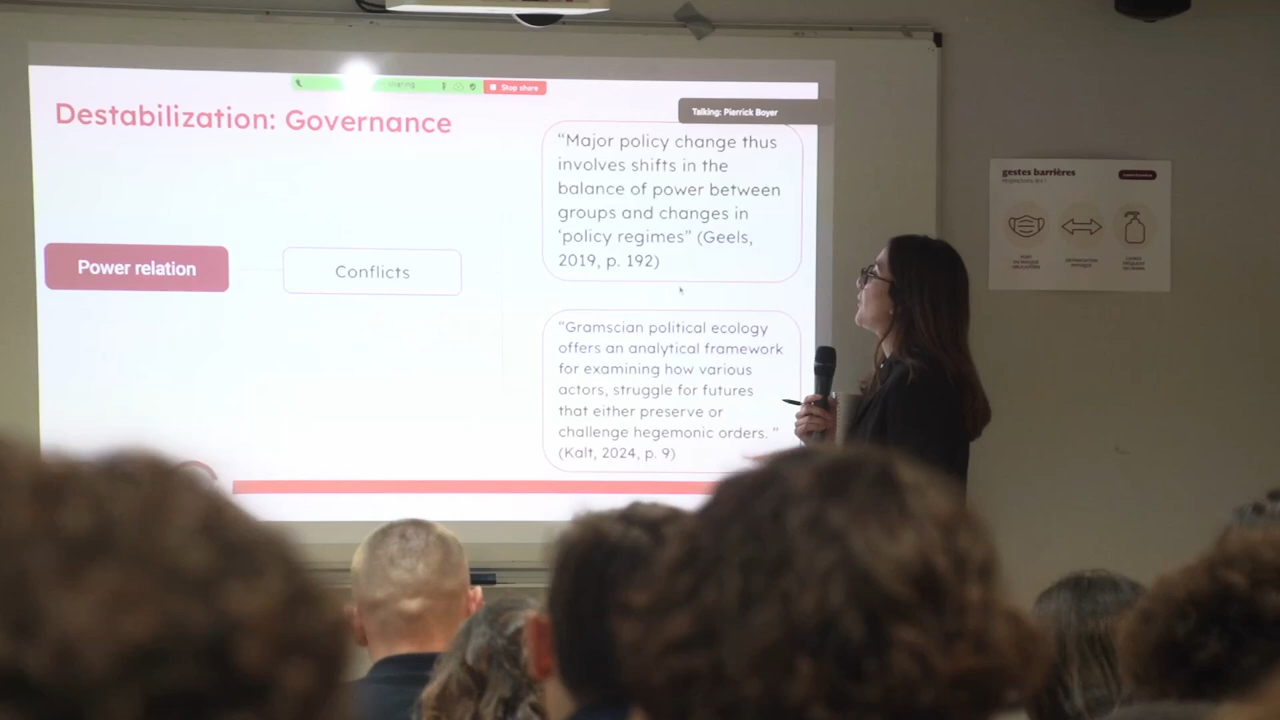 Stop share
Talking: Pierrick Boyer
Destabilization: Governance
Power relation
Conflicts
“Major policy change thus
involves shifts in the
balance of power between
groups and changes in
‘policy regimes” (Geels,
2019, p. 192)
“Gramscian political ecology
offers an analytical framework
for examining how various
actors, struggle for futures
that either preserve or
challenge hegemonic orders. ”
(Kalt, 2024, p. 9)
gestes barrières